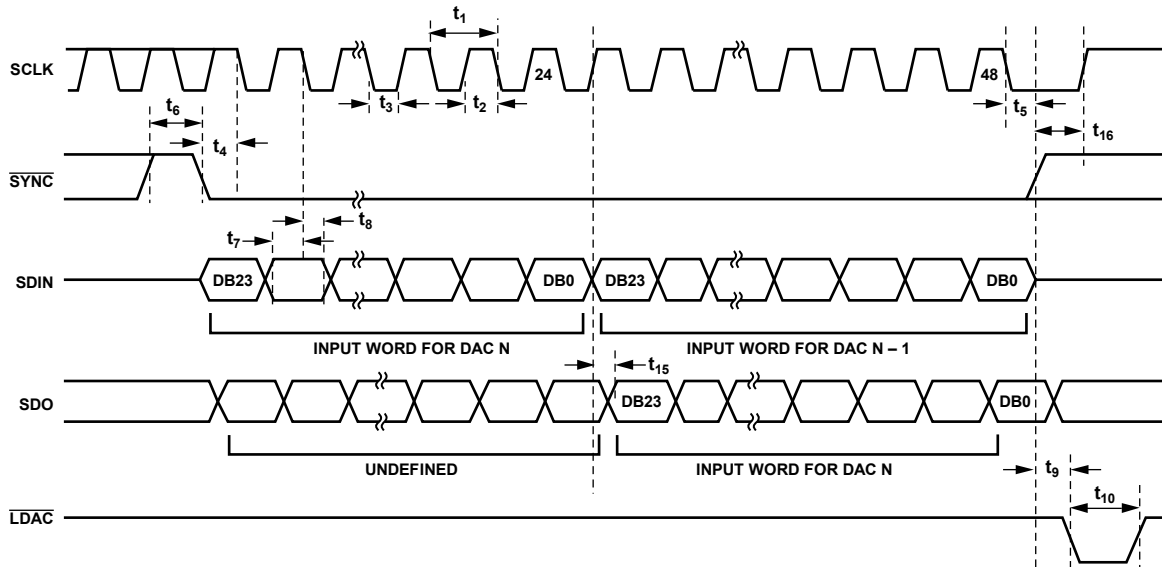 t1
SCLK
24
48
t3
t2
t5
t6
t4
t16
SYNC
t8
t7
SDIN
DB23
DB0
DB23
DB0
INPUT WORD FOR DAC N
INPUT WORD FOR DAC N – 1
t15
SDO
DB23
DB0
UNDEFINED
INPUT WORD FOR DAC N
t9
t10
LDAC